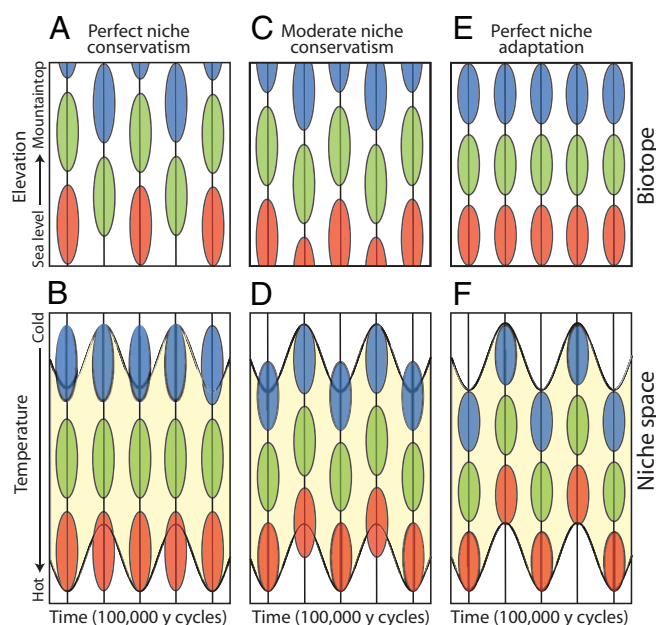 A
Perfect niche
conservatism
C
Moderate niche
conservatism
E
Perfect niche
adaptation
Elevation
Sea level
Mountaintop
Biotope
B
D
F
Temperature
Cold
Hot
Niche space
Time (100,000 y cycles)
Time (100,000 y cycles)
Time (100,000 y cycles)